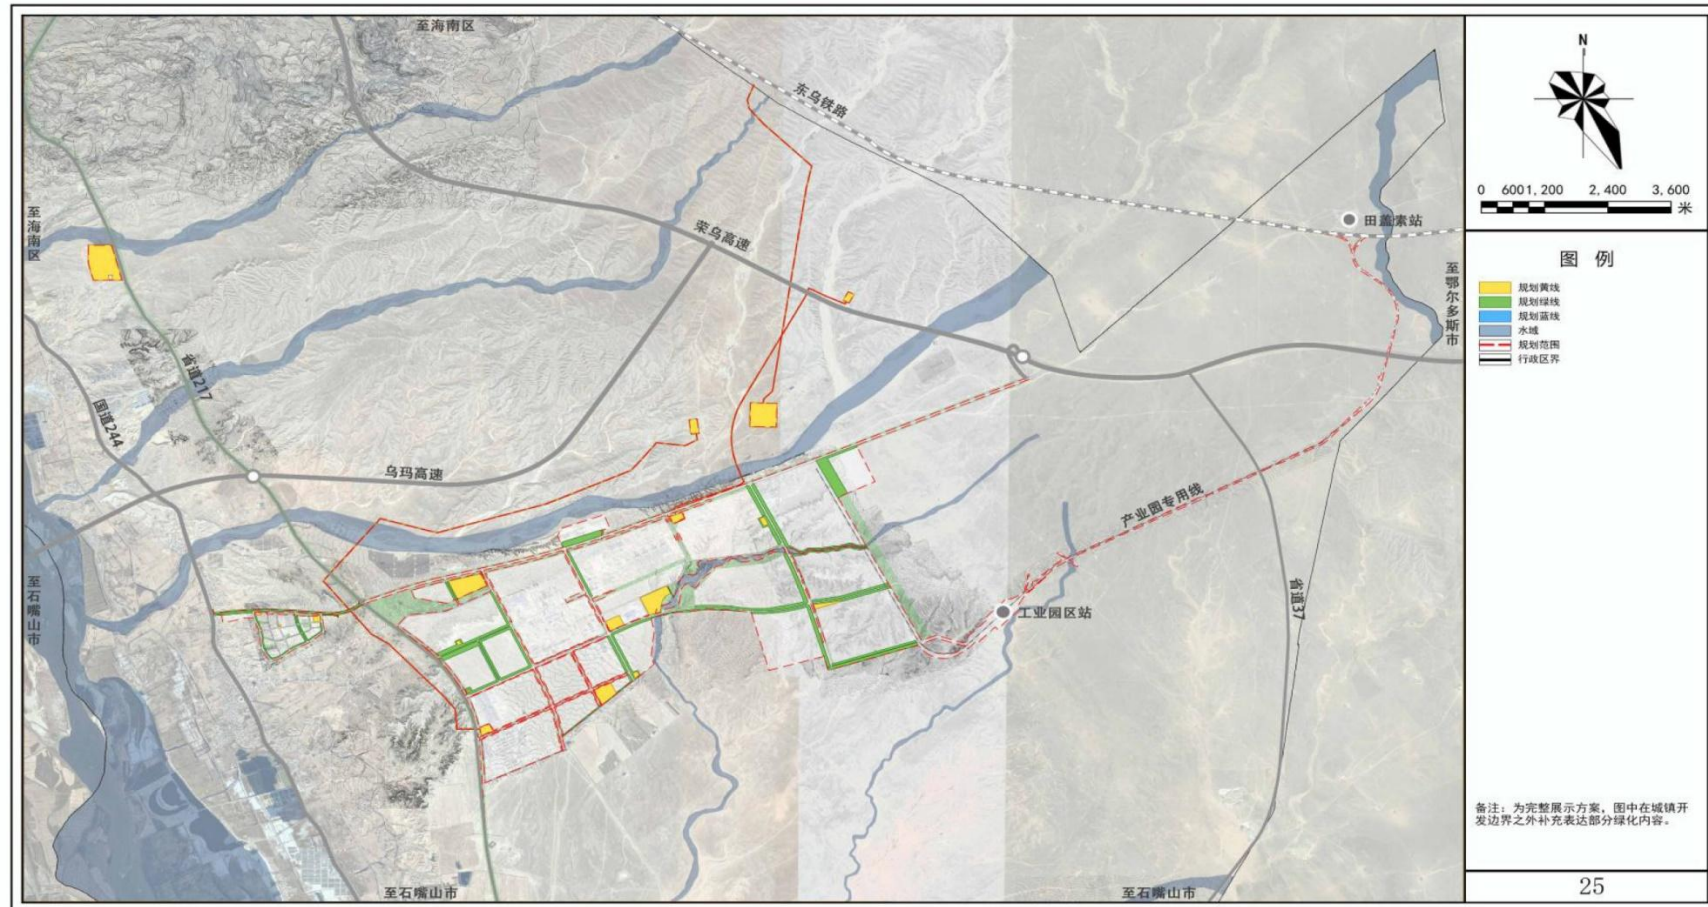 至海南区
东乌铁路
荣乌高速
至海南区
田盖素站
至鄂尔多斯市
省道217
国道244
乌玛高速
产业园专用线
至石嘴山市
工业园区站
省道37
至石嘴山市
至石嘴山市
N
0 600 1,200 2,400 3,600
米
图 例
规划黄线
规划绿线
规划蓝线
水域
规划范围
行政区界
备注：为完整展示方案，图中在城镇开
发边界之外补充表达部分绿化内容。
25